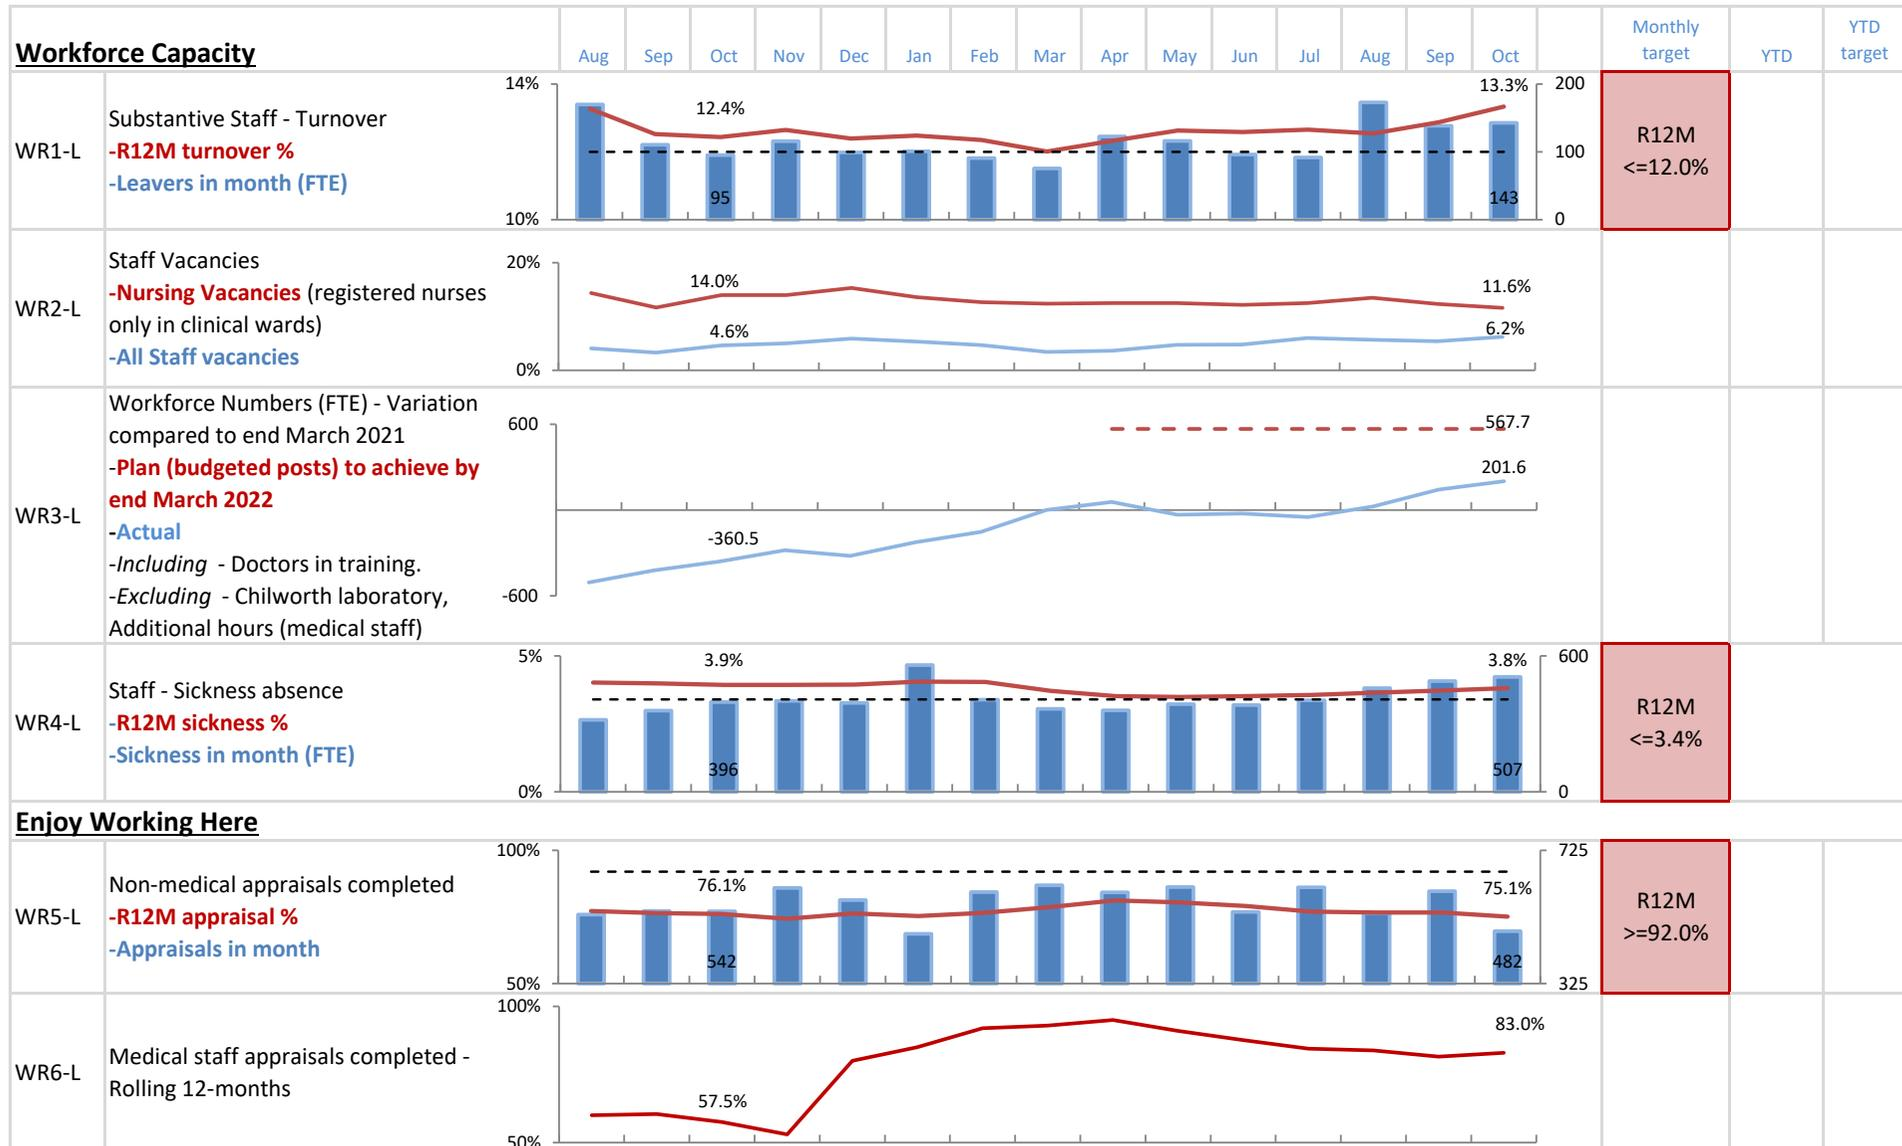 Workforce Capacity
Aug Sep Oct Nov Dec Jan Feb Mar Apr May Jun Jul Aug Sep Oct
Monthly target
YTD
YTD target
WR1-L
Substantive Staff - Turnover
-R12M turnover %
-Leavers in month (FTE)
14%
10%
12.4%
13.3%
95
143
200
100
0
R12M
<=12.0%
WR2-L
Staff Vacancies
-Nursing Vacancies (registered nurses
only in clinical wards)
-All Staff vacancies
20%
0%
14.0%
11.6%
4.6%
6.2%
WR3-L
Workforce Numbers (FTE) - Variation
compared to end March 2021
-Plan (budgeted posts) to achieve by
end March 2022
-Actual
-Including - Doctors in training.
-Excluding - Chilworth laboratory,
Additional hours (medical staff)
600
-600
567.7
201.6
-360.5
WR4-L
Staff - Sickness absence
-R12M sickness %
-Sickness in month (FTE)
5%
0%
3.9%
3.8%
396
507
600
0
R12M
<=3.4%
Enjoy Working Here
WR5-L
Non-medical appraisals completed
-R12M appraisal %
-Appraisals in month
100%
50%
76.1%
75.1%
542
482
725
325
R12M
>=92.0%
WR6-L
Medical staff appraisals completed -
Rolling 12-months
100%
50%
57.5%
83.0%